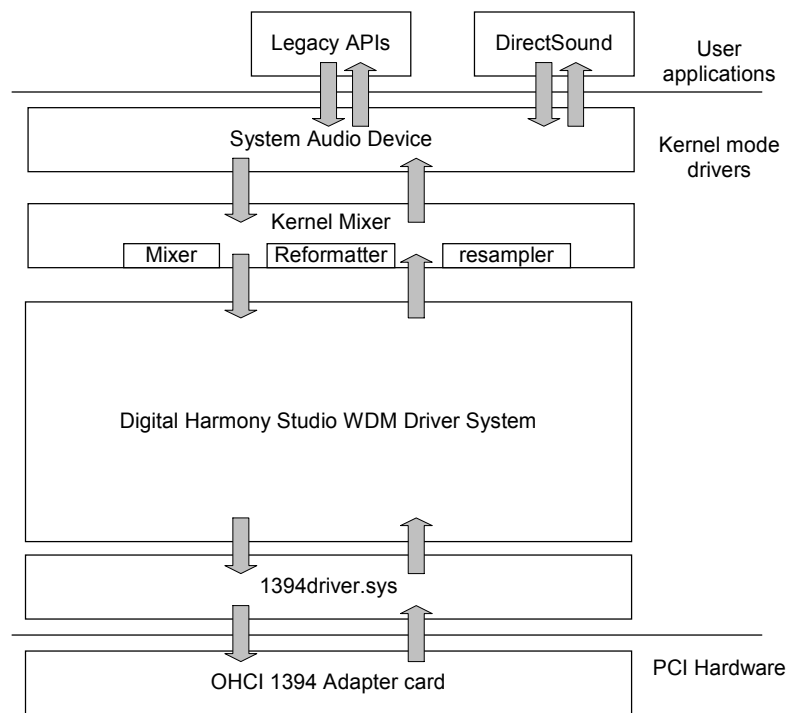 Legacy APIs
DirectSound
User
applications
System Audio Device
Kernel mode
drivers
Kernel Mixer
Mixer
Reformatter
resampler
Digital Harmony Studio WDM Driver System
1394driver.sys
OHCI 1394 Adapter card
PCI Hardware